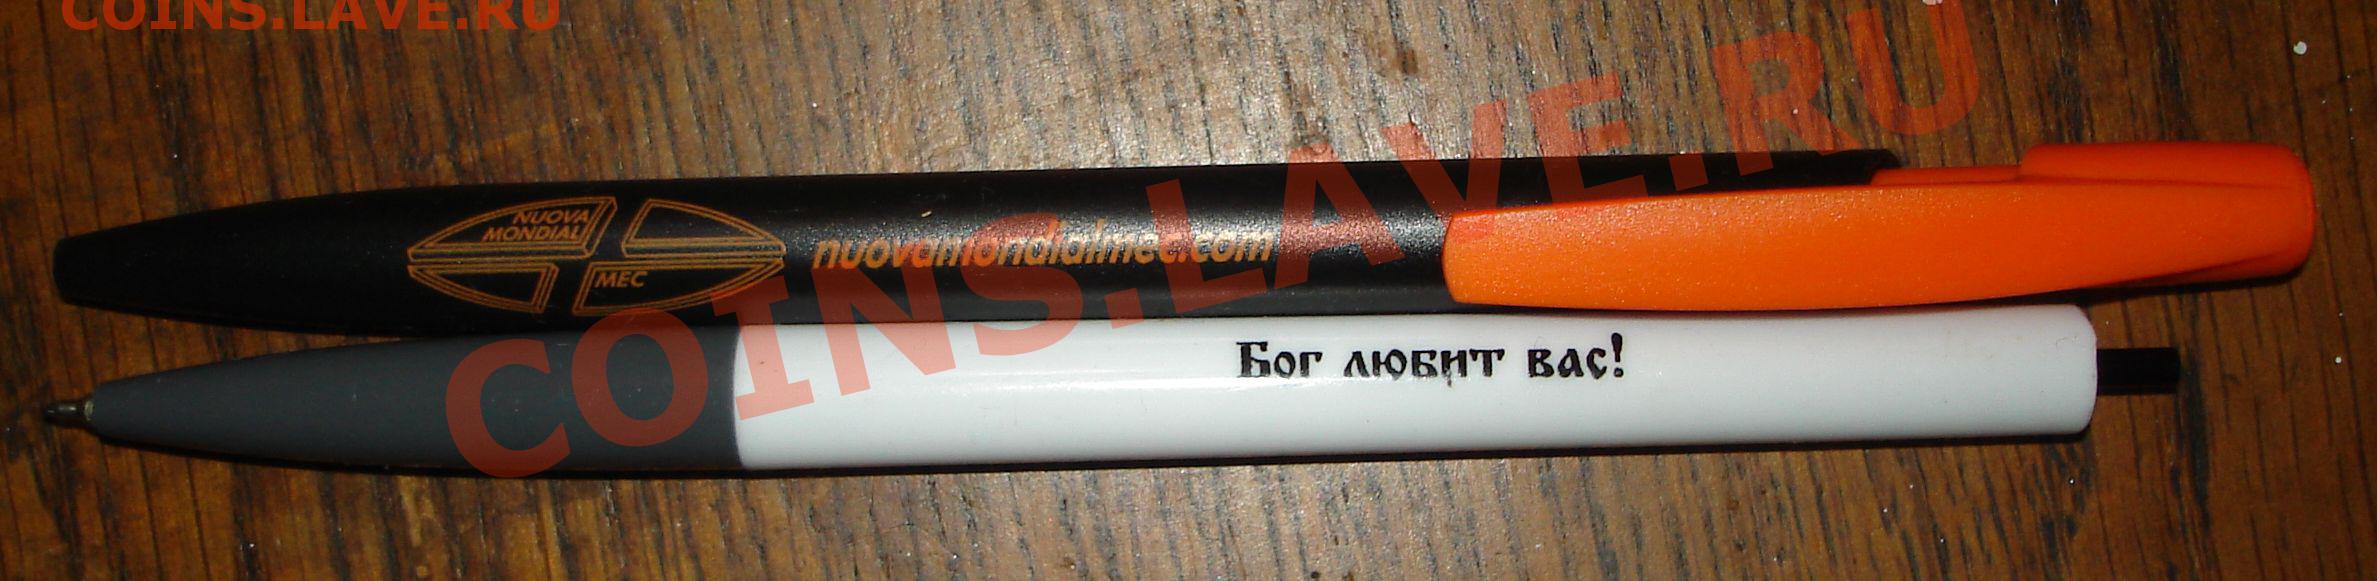 COINS.LAVE.RU
NUOVA
MONDIAL
MEC
nuovamondialmec.com
Бог любит вас!
COINS.LAVE.RU